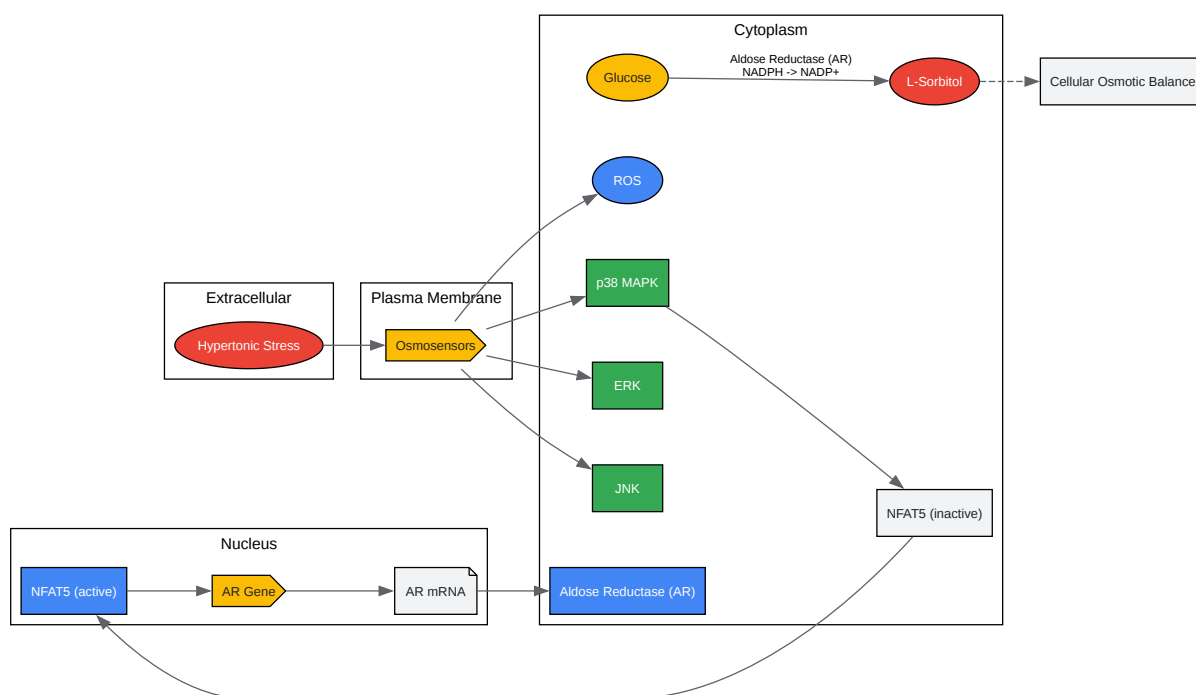 Cytoplasm
Glucose
Aldose Reductase (AR)
NADPH -> NADP+
L-Sorbitol
Cellular Osmotic Balance
ROS
p38 MAPK
Extracellular
Hypertonic Stress
Plasma Membrane
Osmosensors
ERK
JNK
NFAT5 (inactive)
Nucleus
NFAT5 (active)
AR Gene
AR mRNA
Aldose Reductase (AR)